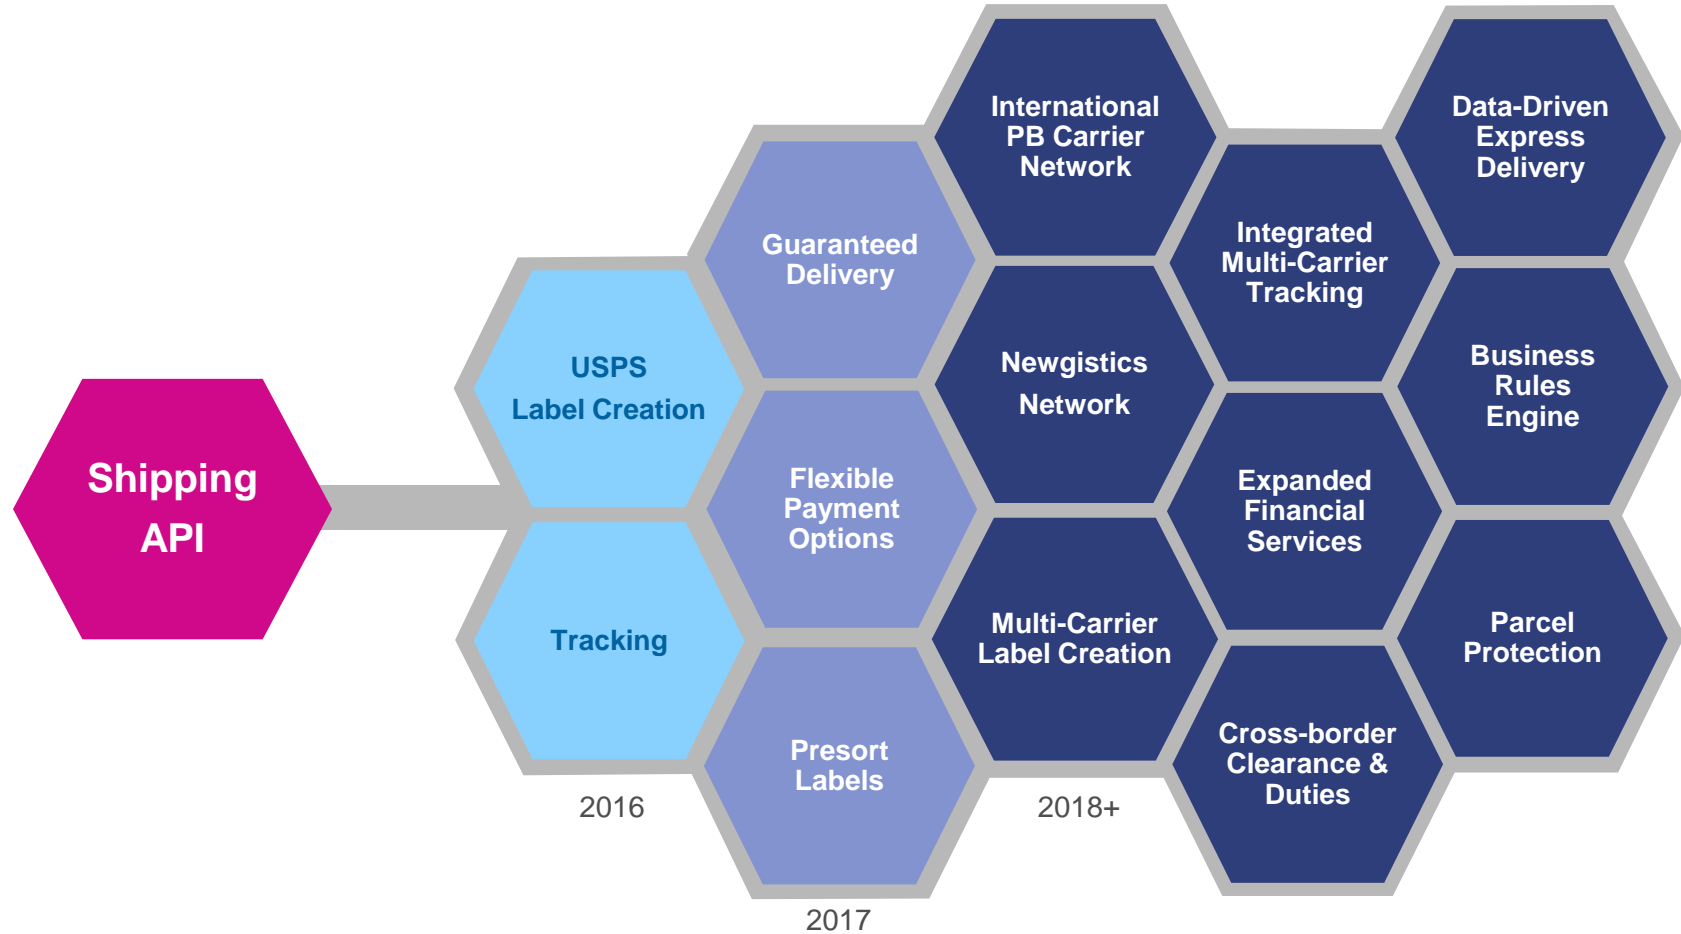 Shipping
API
USPS
Label Creation
Tracking
2016
Guaranteed
Delivery
Flexible
Payment
Options
Presort
Labels
2017
International
PB Carrier
Network
Newgistics
Network
Multi-Carrier
Label Creation
2018+
Integrated
Multi-Carrier
Tracking
Expanded
Financial
Services
Cross-border
Clearance &
Duties
Data-Driven
Express
Delivery
Business
Rules
Engine
Parcel
Protection